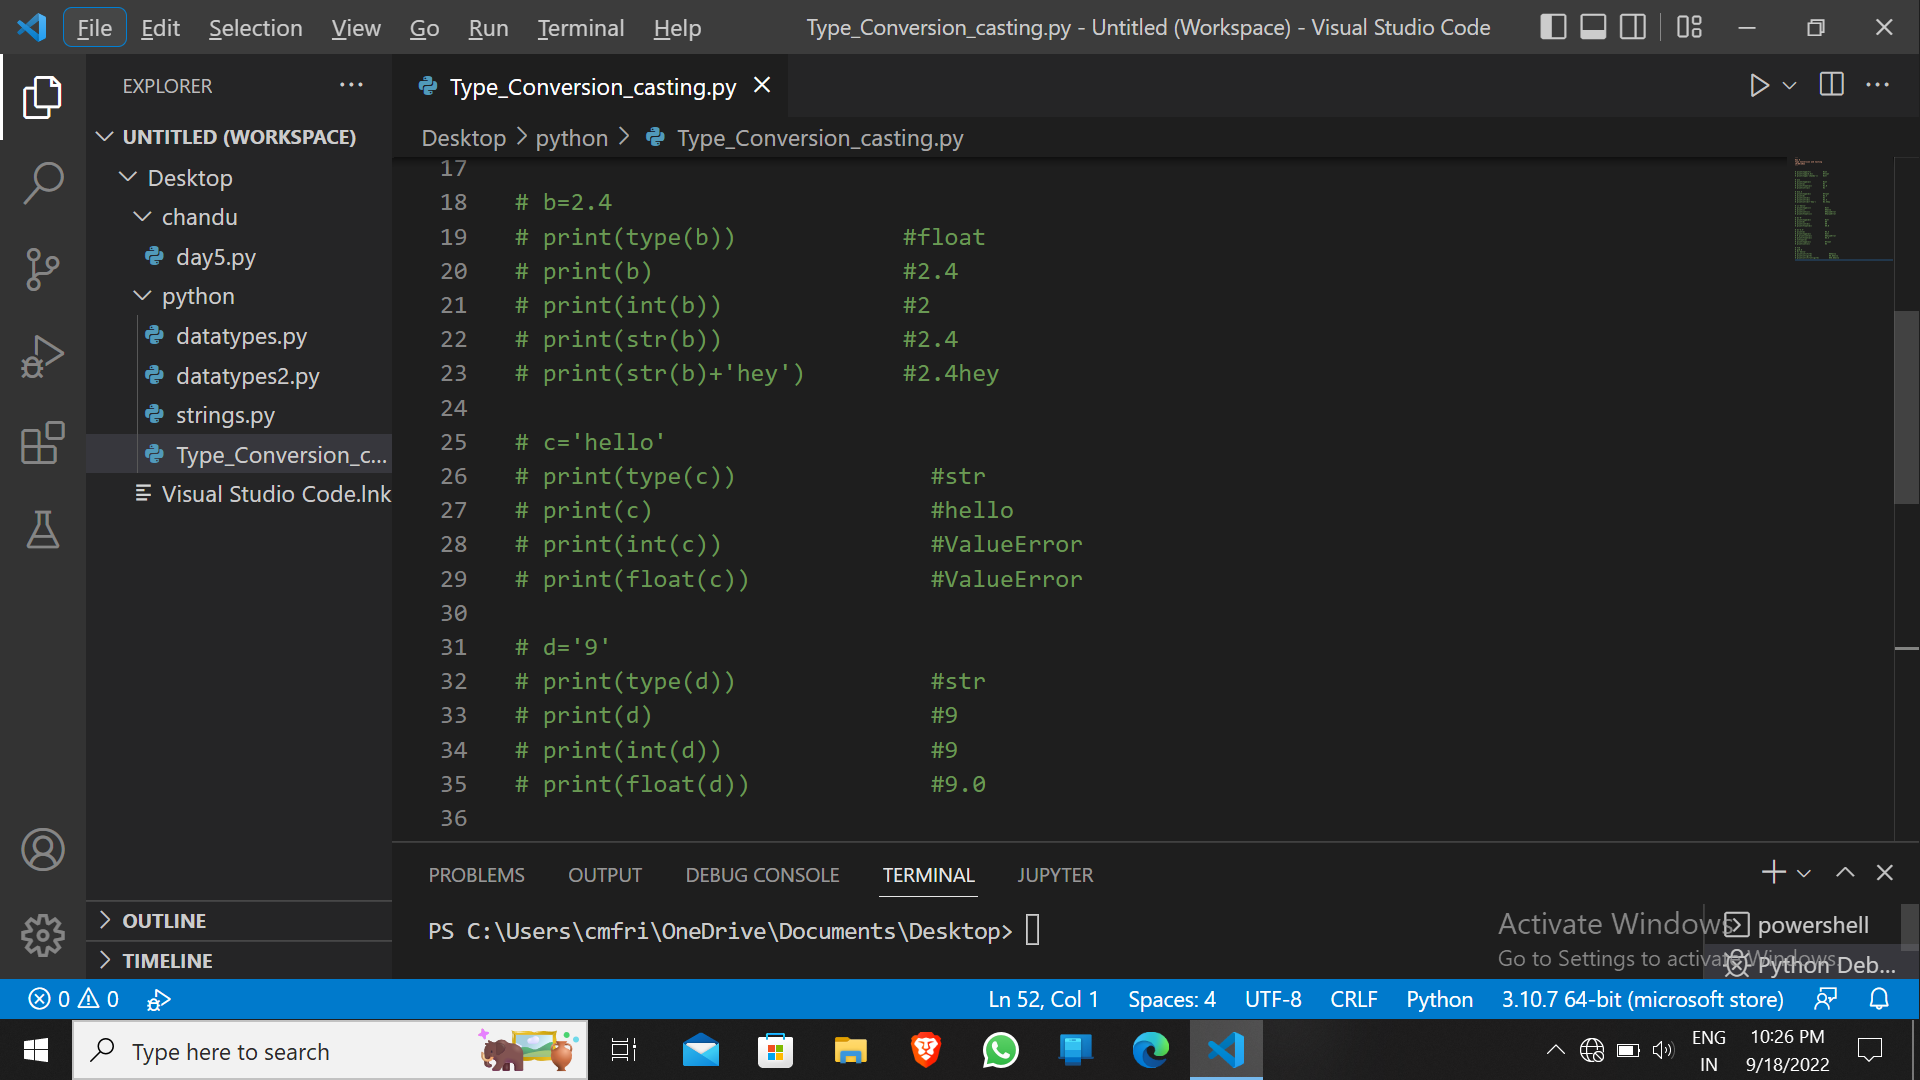 File Edit Selection View Go Run Terminal Help
Type_Conversion_casting.py - Untitled (Workspace) - Visual Studio Code
EXPLORER
UNTITLED (WORKSPACE)
Desktop
chandu
day5.py
python
datatypes.py
datatypes2.py
strings.py
Type_Conversion_c...
Visual Studio Code.lnk
OUTLINE
TIMELINE
Type_Conversion_casting.py
Desktop > python > Type_Conversion_casting.py
17
18 # b=2.4
19 # print(type(b)) #float
20 # print(b) #2.4
21 # print(int(b)) #2
22 # print(str(b)) #2.4
23 # print(str(b)+'hey') #2.4hey
24
25 # c='hello'
26 # print(type(c)) #str
27 # print(c) #hello
28 # print(int(c)) #ValueError
29 # print(float(c)) #ValueError
30
31 # d='9'
32 # print(type(d)) #str
33 # print(d) #9
34 # print(int(d)) #9
35 # print(float(d)) #9.0
36
PROBLEMS OUTPUT DEBUG CONSOLE TERMINAL JUPYTER
PS C:\Users\cmfri\OneDrive\Documents\Desktop>
powershell
Python Deb...
Activate Windows
Go to Settings to activate Windows.
0 0
Ln 52, Col 1 Spaces: 4 UTF-8 CRLF Python 3.10.7 64-bit (microsoft store)
Type here to search
ENG
IN
10:26 PM
9/18/2022